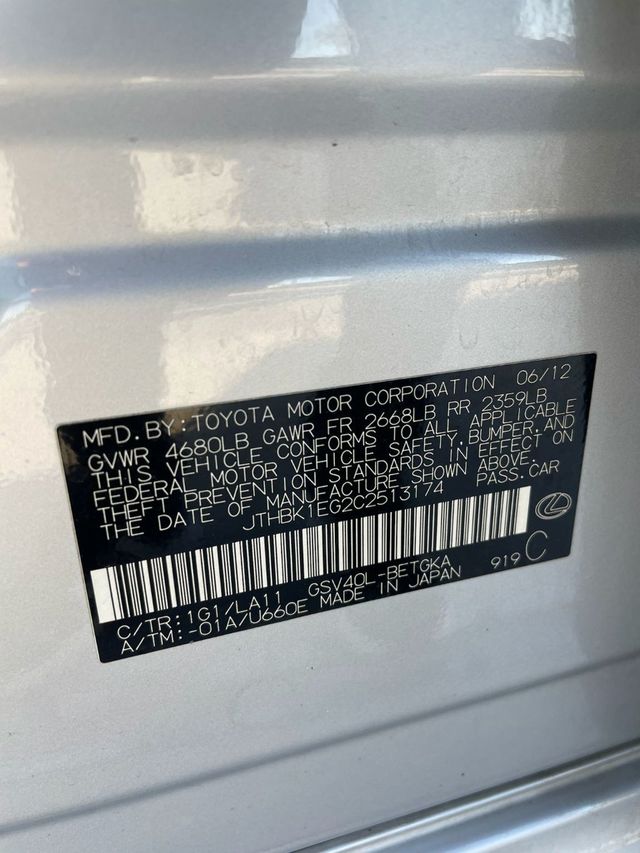 MFD.BY:TOYOTA MOTOR CORPORATION 06/12
GVWR 4680LB GAWR FR 2668LB RR 2359LB
THIS VEHICLE CONFORMS TO ALL APPLICABLE
FEDERAL MOTOR VEHICLE SAFETY,BUMPER,AND
THEFT PREVENTION STANDARDS IN EFFECT ON
THE DATE OF MANUFACTURE SHOWN ABOVE.
JTHBK1EG2C2513174 PASS.CAR
C/TR:1G1/LA11 GSV40L-BETGKA 919 C
A/TM:-01A/U660E MADE IN JAPAN